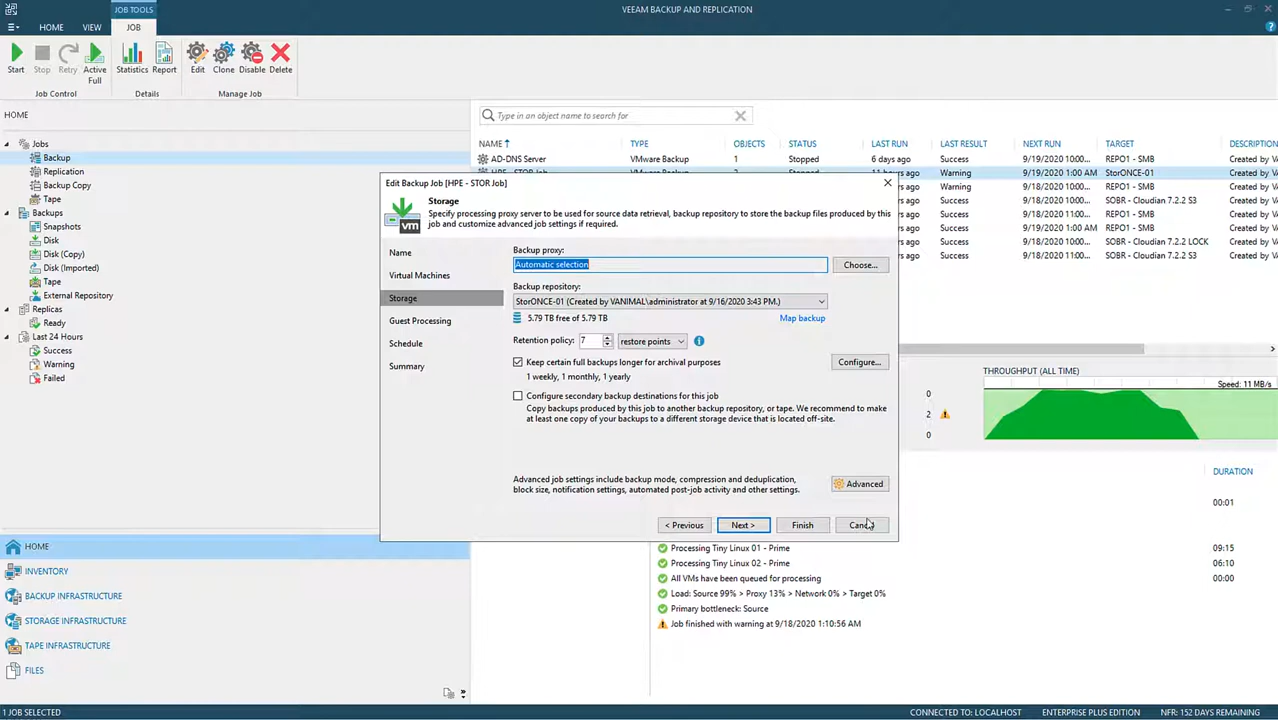 JOB TOOLS
VEEAM BACKUP AND REPLICATION
HOME VIEW JOB
Start Stop Retry Active Full Statistics Report Edit Clone Disable Delete
Job Control Details Manage Job
HOME
Type in an object name to search for
Jobs
Backup
Replication
Backup Copy
Tape
Backups
Snapshots
Disk
Disk (Copy)
Disk (Imported)
Tape
External Repository
Replicas
Ready
Last 24 Hours
Success
Warning
Failed
NAME TYPE OBJECTS STATUS LAST RUN LAST RESULT NEXT RUN TARGET DESCRIPTION
AD-DNS Server VMware Backup 1 Stopped 6 days ago Success 9/19/2020 10:00... REPO1 - SMB Created by VA
Warning 9/19/2020 1:00 AM StorONCE-01 Created by VA
Warning 9/18/2020 10:00... REPO1 - SMB Created by VA
Success 9/18/2020 10:00... SOBR - Cloudian 7.2.2 S3 Created by VA
Success 9/19/2020 1:00 AM REPO1 - SMB Created by VA
Success 9/18/2020 10:00... SOBR - Cloudian 7.2.2 LOCK Created by VA
Success 9/18/2020 10:00... SOBR - Cloudian 7.2.2 S3 Created by VA
Edit Backup Job [HPE - STOR Job]
Storage
Specify processing proxy server to be used for source data retrieval, backup repository to store the backup files produced by this
job and customize advanced job settings if required.
Name
Virtual Machines
Storage
Guest Processing
Schedule
Summary
Backup proxy:
Automatic selection Choose...
Backup repository:
StorONCE-01 (Created by VANIMAL\administrator at 9/16/2020 3:43 PM.)
5.79 TB free of 5.79 TB Map backup
Retention policy: 7 restore points
Keep certain full backups longer for archival purposes Configure...
1 weekly, 1 monthly, 1 yearly
Configure secondary backup destinations for this job
Copy backups produced by this job to another backup repository, or tape. We recommend to make
at least one copy of your backups to a different storage device that is located off-site.
Advanced job settings include backup mode, compression and deduplication,
block size, notification settings, automated post-job activity and other settings.
Advanced
< Previous Next > Finish Cancel
THROUGHPUT (ALL TIME)
Speed: 11 MB/s
0
2
0
DURATION
00:01
Processing Tiny Linux 01 - Prime 09:15
Processing Tiny Linux 02 - Prime 06:10
All VMs have been queued for processing 00:00
Load: Source 99% > Proxy 13% > Network 0% > Target 0%
Primary bottleneck: Source
Job finished with warning at 9/18/2020 1:10:56 AM
HOME
INVENTORY
BACKUP INFRASTRUCTURE
STORAGE INFRASTRUCTURE
TAPE INFRASTRUCTURE
FILES
1 JOB SELECTED
CONNECTED TO: LOCALHOST ENTERPRISE PLUS EDITION NFR: 152 DAYS REMAINING